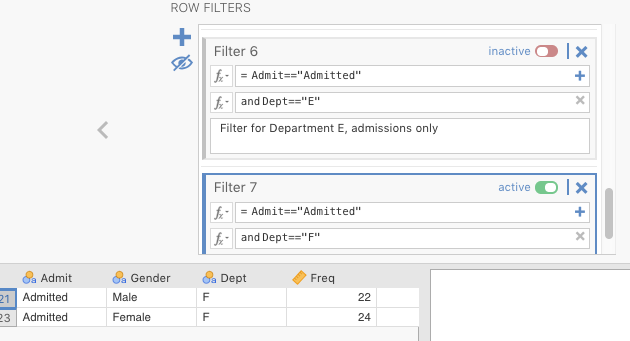 ROW FILTERS
Filter 6
inactive
= Admit=="Admitted"
and Dept=="E"
Filter for Department E, admissions only
Filter 7
active
= Admit=="Admitted"
and Dept=="F"
Admit Gender Dept Freq
21 Admitted Male F 22
23 Admitted Female F 24